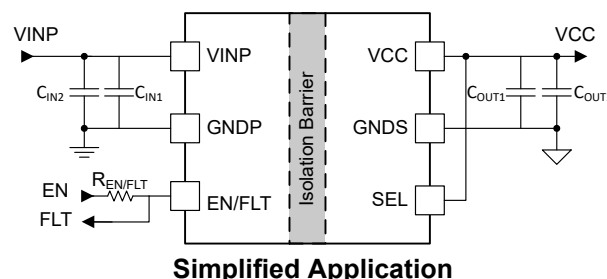 VINP
VCC
VINP
VCC
C_IN2
C_IN1
C_OUT1
C_OUT
GNDP
GNDS
Isolation Barrier
R_EN/FLT
EN
EN/FLT
SEL
FLT
Simplified Application